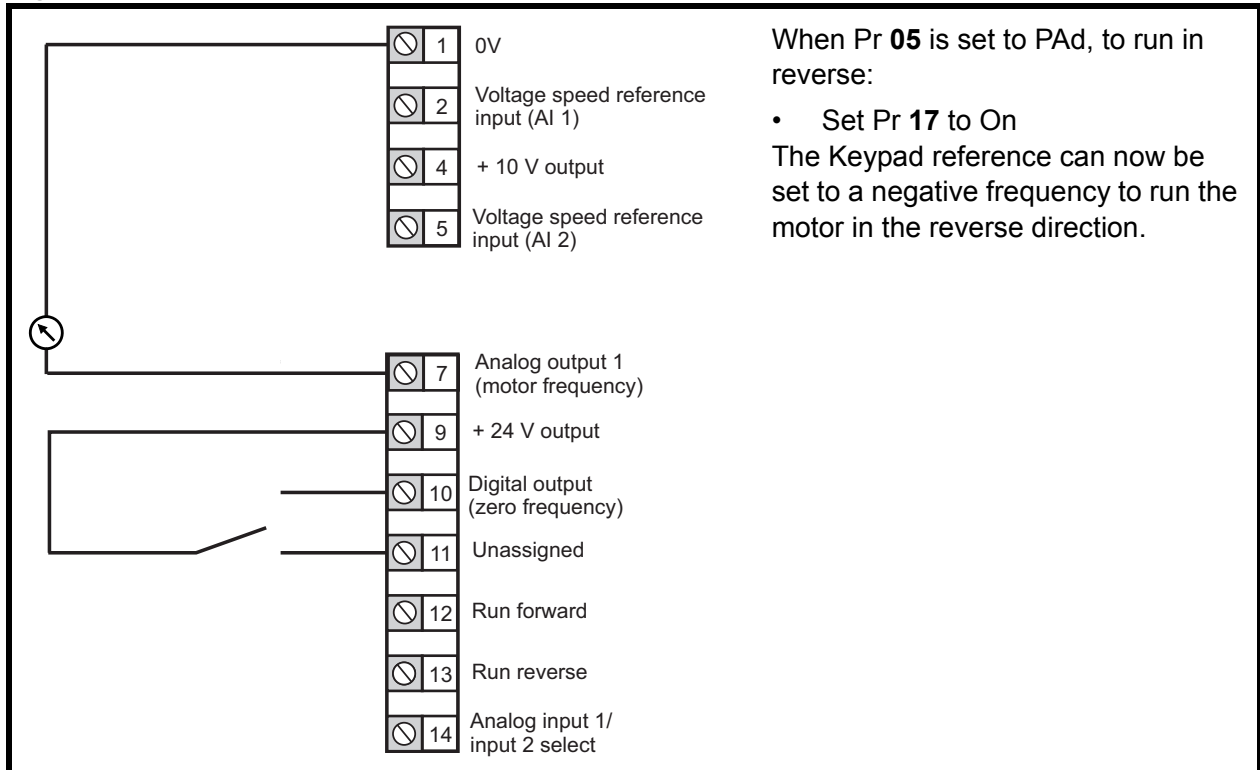 1 0V
2 Voltage speed reference
input (AI 1)
4 + 10 V output
5 Voltage speed reference
input (AI 2)
7 Analog output 1
(motor frequency)
9 + 24 V output
10 Digital output
(zero frequency)
11 Unassigned
12 Run forward
13 Run reverse
14 Analog input 1/
input 2 select
When Pr 05 is set to PAd, to run in
reverse:
• Set Pr 17 to On
The Keypad reference can now be
set to a negative frequency to run the
motor in the reverse direction.